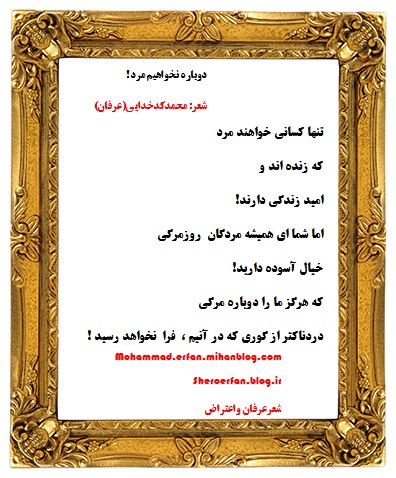 دوباره نخواهیم مرد!
شعر: محمدکدخدایی(عرفان)
تنها کسانی خواهند مرد
که زنده اند و
امید زندگی دارند!
اما شما ای همیشه مردگان روزمرگی
خیال آسوده دارید!
که هرگز ما را دوباره مرگی
دردناکتر از گوری که در آنیم ، فرا نخواهد رسید !
Mohammad.erfan.mihanblog.com
Sheroerfan.blog.ir
شعرعرفان واعتراض